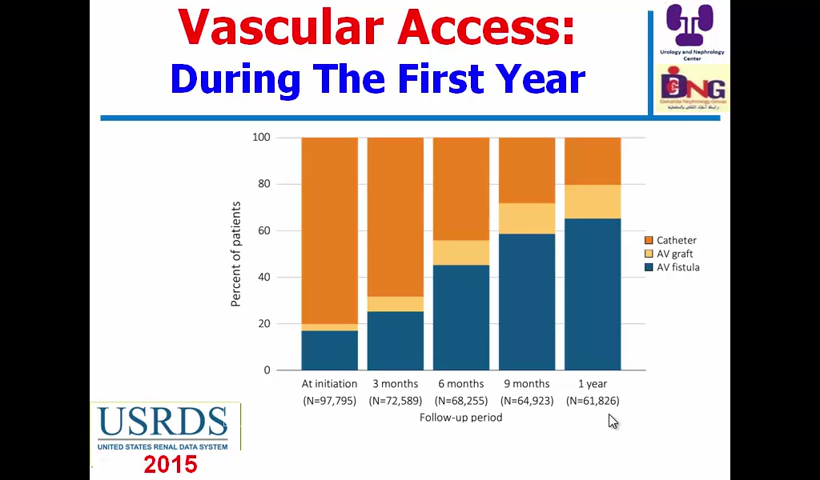 Vascular Access:
During The First Year
Urology and Nephrology
Center
DNG
100
80
60
40
20
0
Percent of patients
Catheter
AV graft
AV fistula
At initiation
(N=97,795)
3 months
(N=72,589)
6 months
(N=68,255)
9 months
(N=64,923)
1 year
(N=61,826)
Follow-up period
USRDS
UNITED STATES RENAL DATA SYSTEM
2015